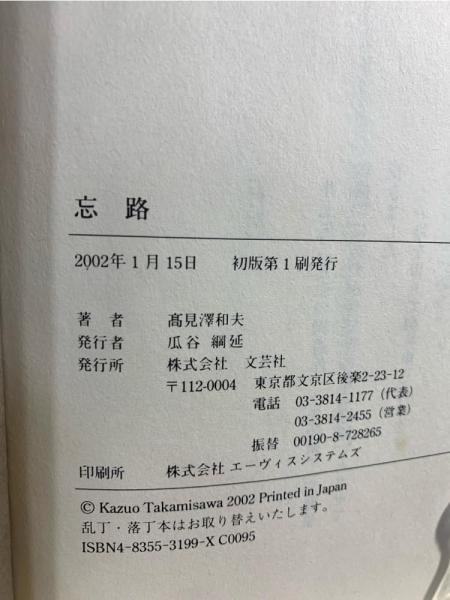 忘路
2002年1月15日 初版第1刷発行
著者 髙見澤和夫
発行者 瓜谷 綱延
発行所 株式会社 文芸社
〒112-0004 東京都文京区後楽2-23-12
電話 03-3814-1177（代表）
03-3814-2455（営業）
振替 00190-8-728265
印刷所 株式会社 エーヴィスシステムズ
© Kazuo Takamisawa 2002 Printed in Japan
乱丁・落丁本はお取り替えいたします。
ISBN4-8355-3199-X C0095